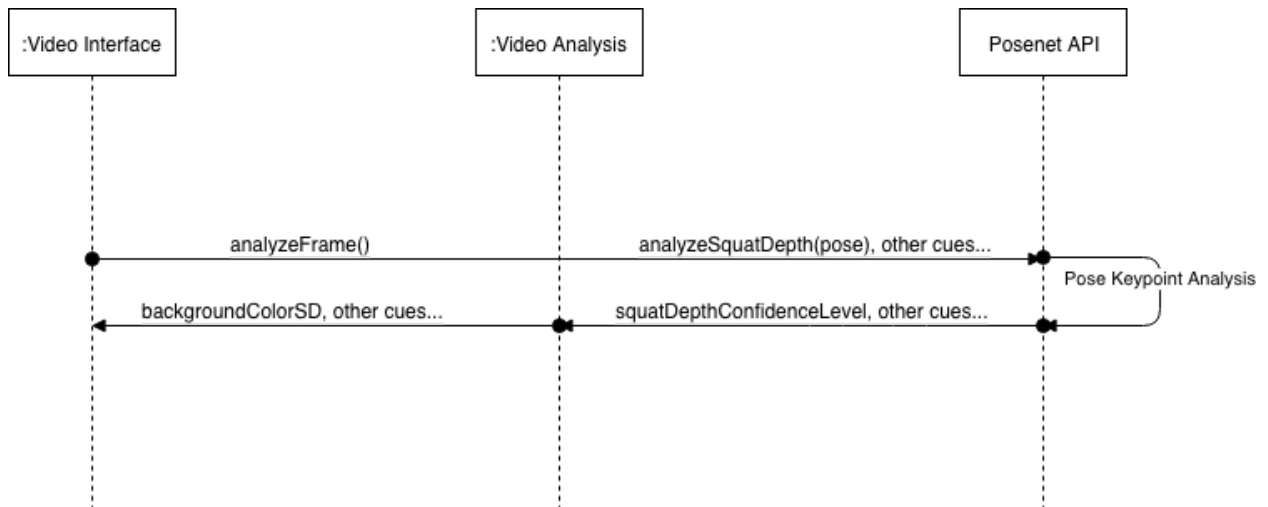 :Video Interface
:Video Analysis
Posenet API
analyzeFrame()
analyzeSquatDepth(pose), other cues...
Pose Keypoint Analysis
backgroundColorSD, other cues...
squatDepthConfidenceLevel, other cues...